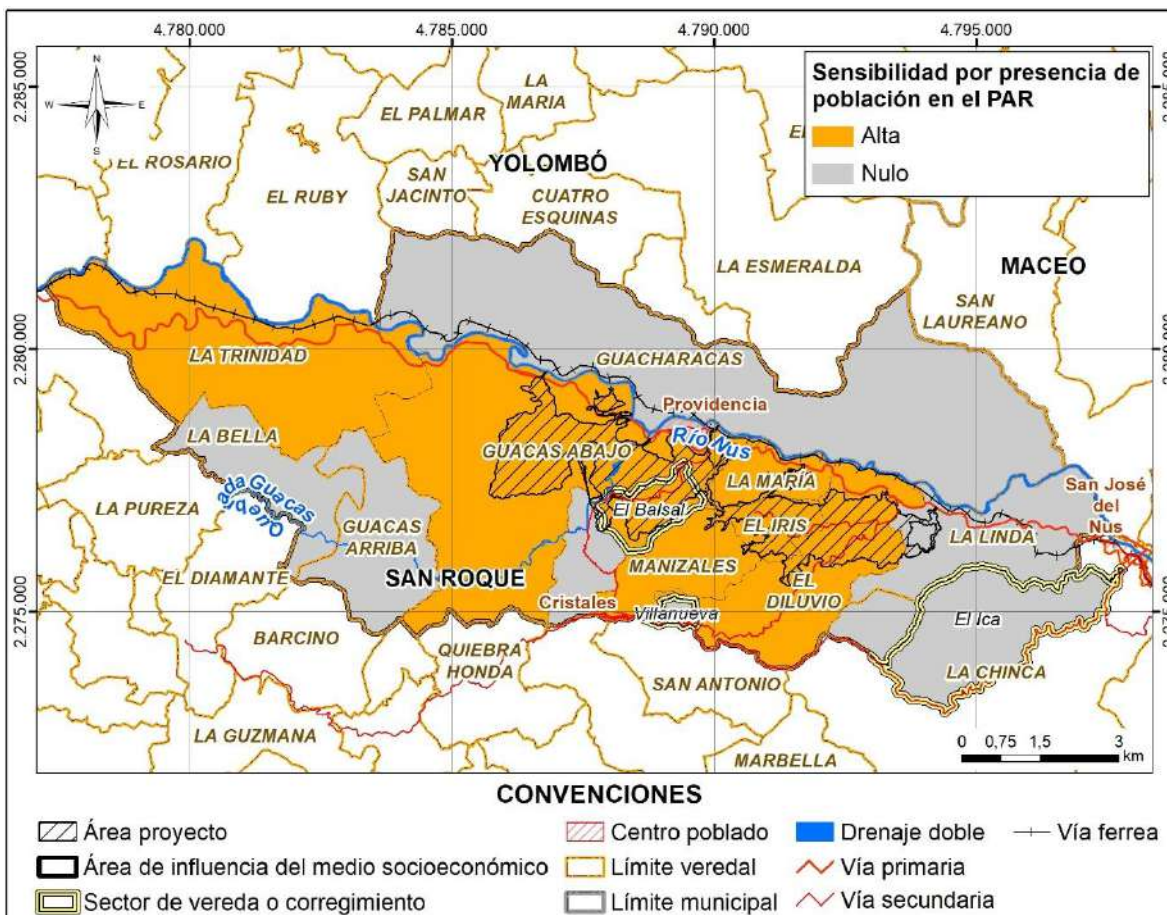 4.780.000
4.785.000
4.790.000
4.795.000
2.285.000
2.280.000
2.275.000
N
W
E
S
Sensibilidad por presencia de
población en el PAR
Alta
Nulo
LA
MARIA
EL PALMAR
EL ROSARIO
YOLOMBÓ
EL RUBY
SAN
JACINTO
CUATRO
ESQUINAS
LA ESMERALDA
MACEO
SAN
LAUREANO
LA TRINIDAD
GUACHARACAS
Providencia
LA BELLA
GUACAS ABAJO
Río Nus
LA MARÍA
San José
del
Nus
LA PUREZA
Quebrada Guacas
GUACAS
ARRIBA
El Balsal
EL IRIS
LA LINDA
EL DIAMANTE
SAN ROQUE
MANIZALES
EL
DILUVIO
Cristales
Villanueva
El Ica
BARCINO
QUIEBRA
HONDA
SAN ANTONIO
LA CHINCA
LA GUZMANA
MARBELLA
0 0,75 1,5 3
km
CONVENCIONES
Área proyecto
Centro poblado
Drenaje doble
Vía ferrea
Área de influencia del medio socioeconómico
Límite veredal
Vía primaria
Sector de vereda o corregimiento
Límite municipal
Vía secundaria